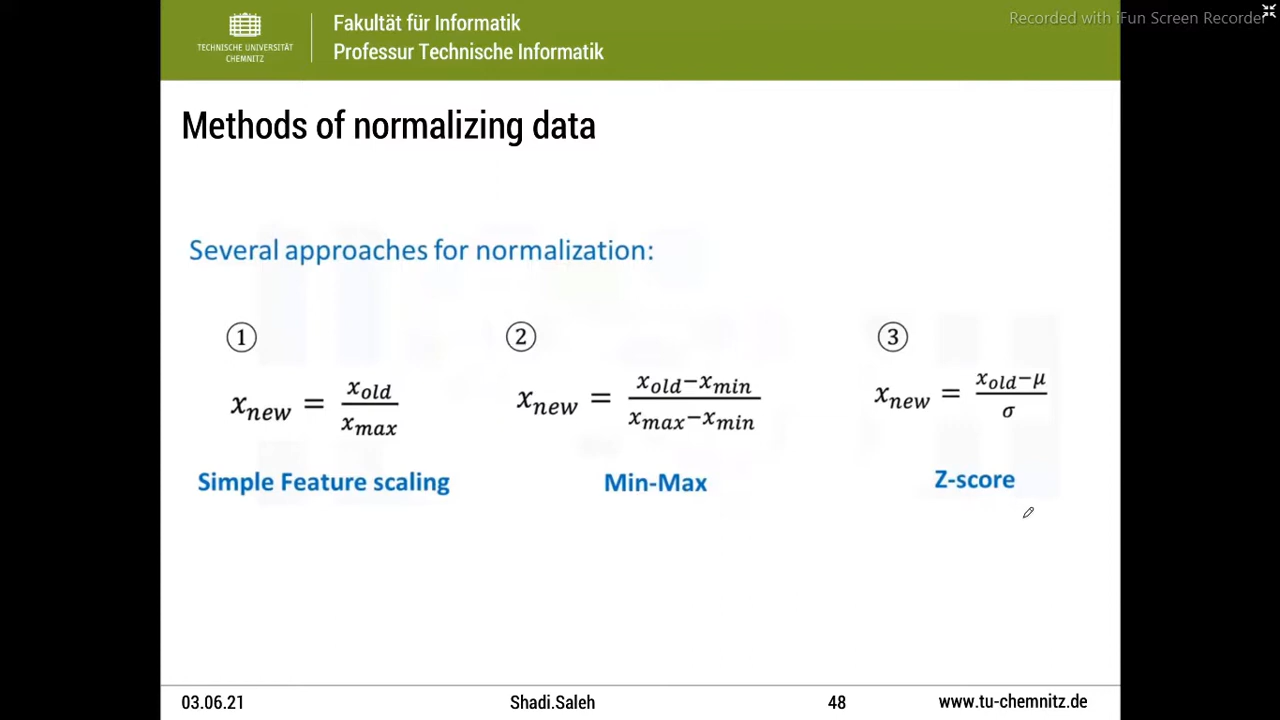 Fakultät für Informatik
Professur Technische Informatik
TECHNISCHE UNIVERSITÄT
CHEMNITZ
Recorded with iFun Screen Recorder
Methods of normalizing data
Several approaches for normalization:
① ② ③
x_new = x_old / x_max
x_new = x_old−x_min / x_max−x_min
x_new = x_old−μ / σ
Simple Feature scaling
Min-Max
Z-score
03.06.21 Shadi.Saleh 48 www.tu-chemnitz.de